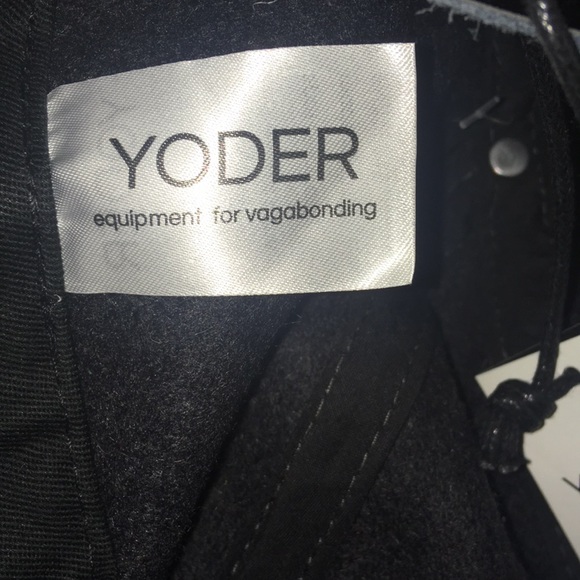 YODER
equipment for vagabonding